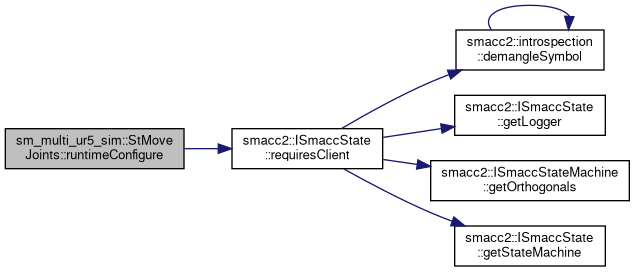 sm_multi_ur5_sim::StMove
Joints::runtimeConfigure
smacc2::ISmaccState
::requiresClient
smacc2::introspection
::demangleSymbol
smacc2::ISmaccState
::getLogger
smacc2::ISmaccStateMachine
::getOrthogonals
smacc2::ISmaccState
::getStateMachine